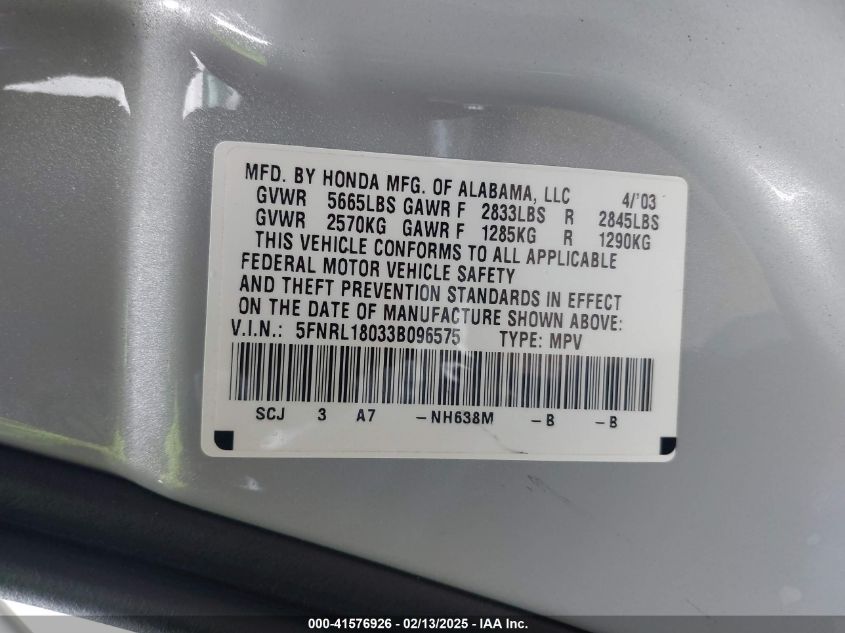 MFD. BY HONDA MFG. OF ALABAMA, LLC 4/'03
GVWR 5665LBS GAWR F 2833LBS R 2845LBS
GVWR 2570KG GAWR F 1285KG R 1290KG
THIS VEHICLE CONFORMS TO ALL APPLICABLE
FEDERAL MOTOR VEHICLE SAFETY
AND THEFT PREVENTION STANDARDS IN EFFECT
ON THE DATE OF MANUFACTURE SHOWN ABOVE:
V.I.N.: 5FNRL18033B096575 TYPE: MPV
SCJ 3 A7 -NH638M -B -B
000-41576926 - 02/13/2025 - IAA Inc.